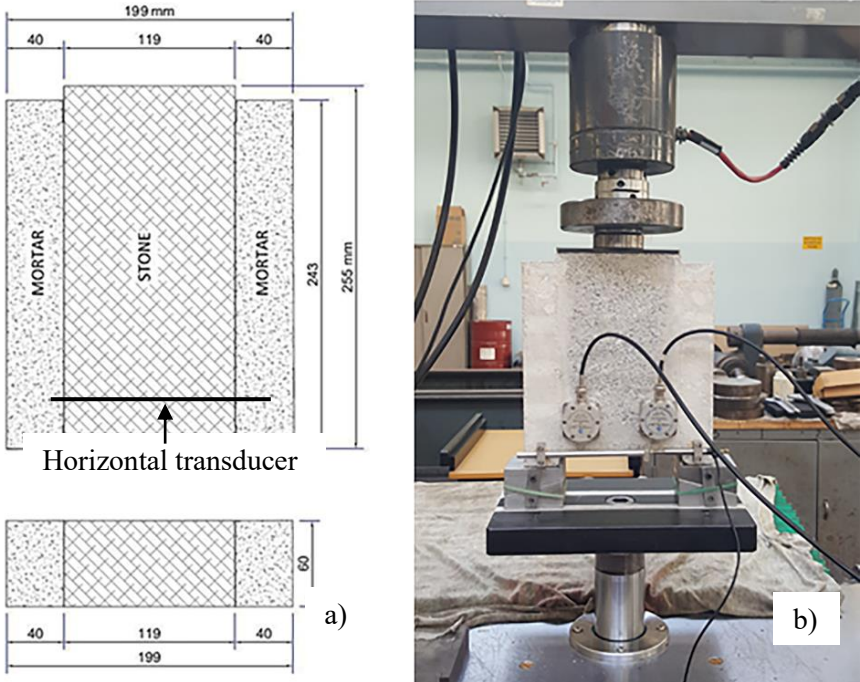 199 mm
40 119 40
MORTAR
STONE
MORTAR
243
255 mm
Horizontal transducer
60
a)
40 119 40
199
b)